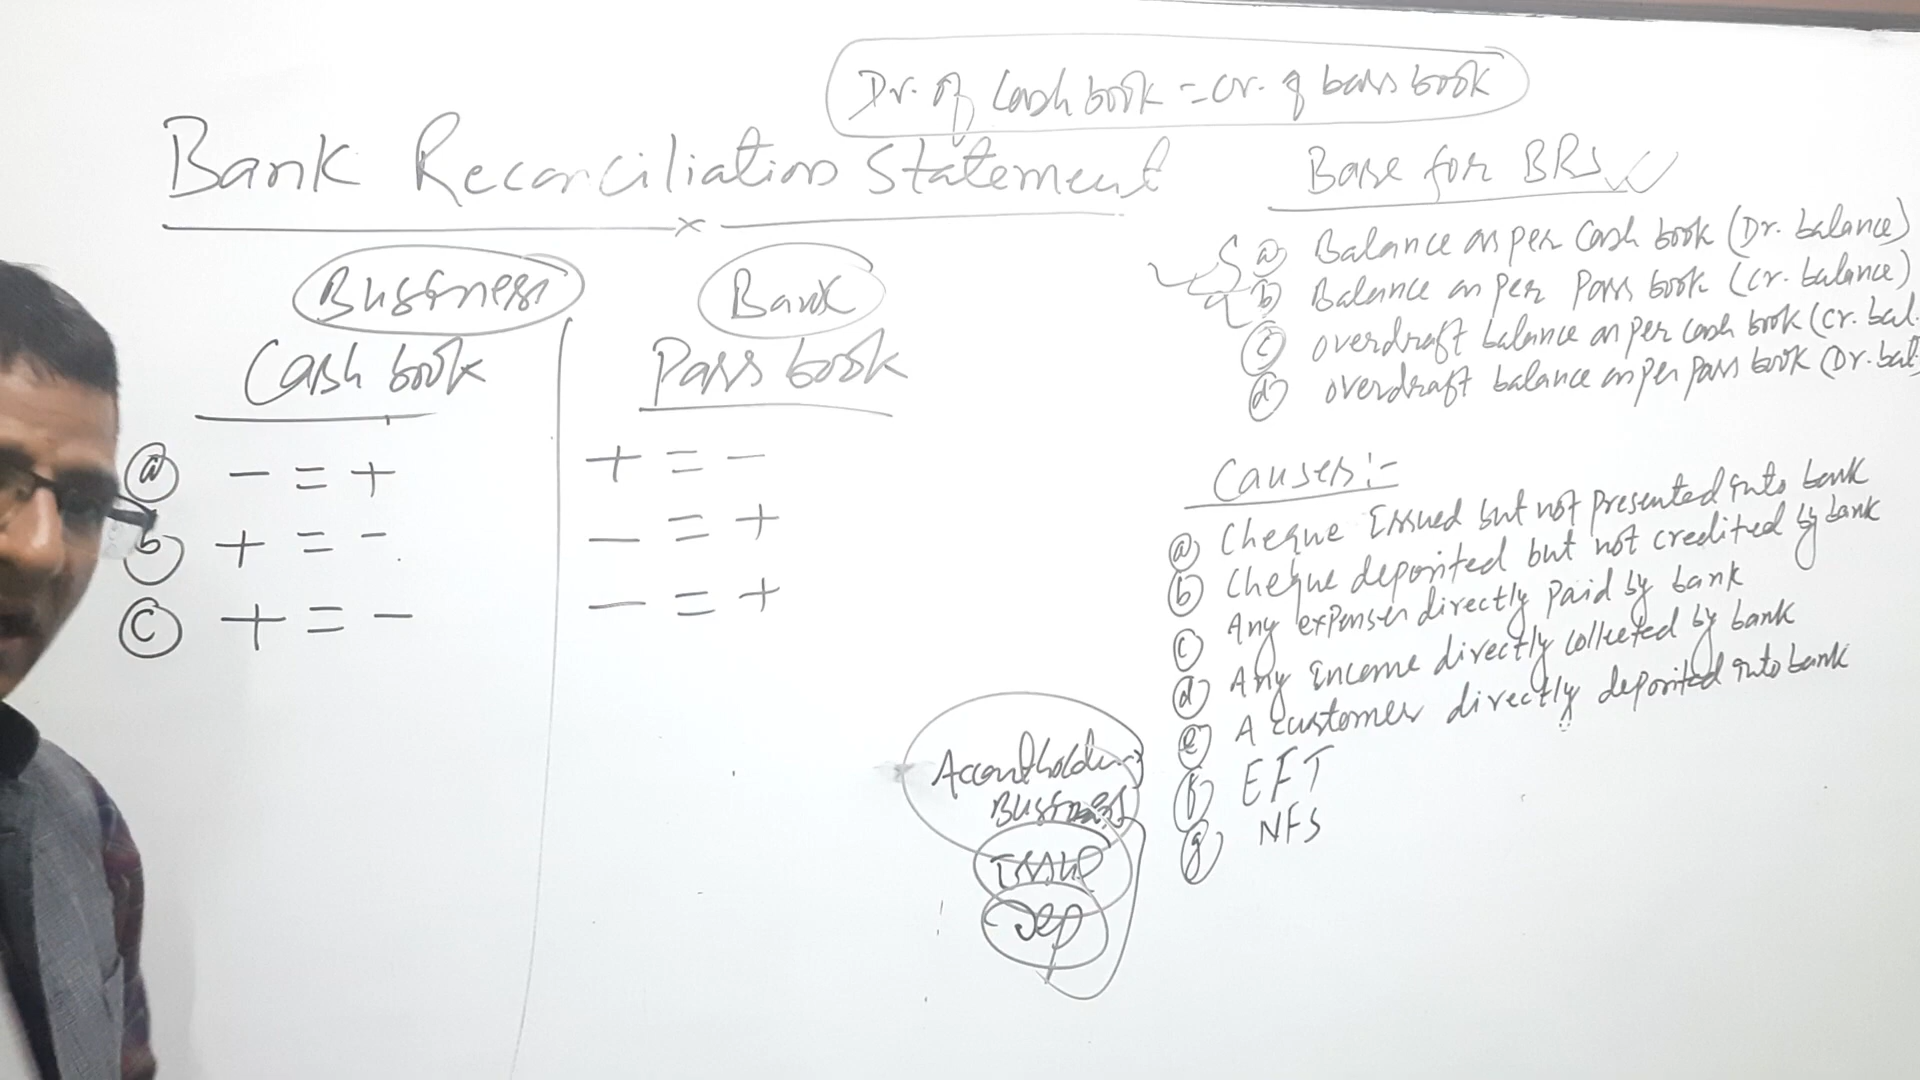 Dr. of Cash book = cr. of pass book
Bank Reconciliation Statement
Business Bank
Cash book Pass book
a - = + + = -
b + = - - = +
c + = - - = +
Base for BRS
a Balance as per Cash book (Dr. balance)
b Balance as per Pass book (cr. balance)
c overdraft balance as per cash book (cr. bal.
d overdraft balance as per pass book (Dr. bal
Causes:-
a Cheque Issued but not presented into bank
b Cheque deposited but not credited by bank
c Any expenses directly paid by bank
d Any income directly collected by bank
e A customer directly deposited into bank
f EFT
g NFS
Accountholder
Business
Issue
Dep